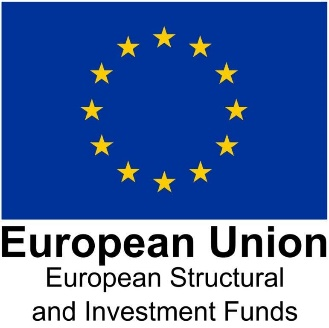 European Union
European Structural
and Investment Funds